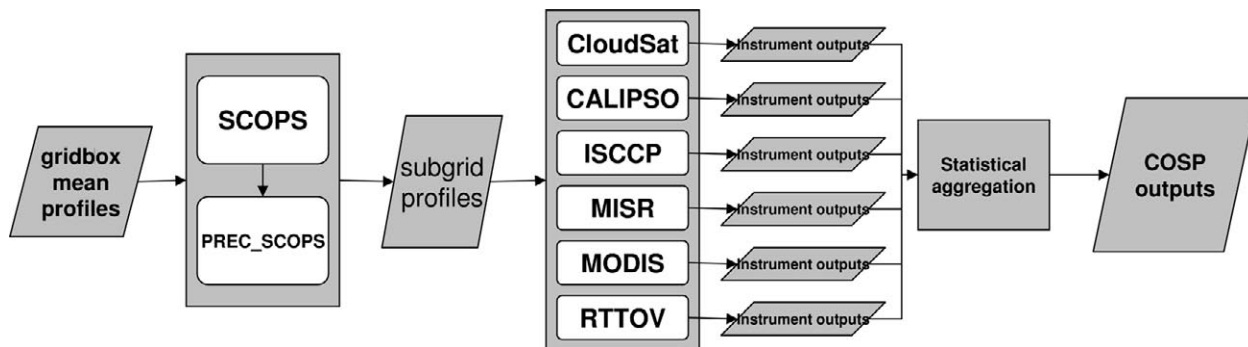 gridbox
mean
profiles
SCOPS
PREC_SCOPS
subgrid
profiles
CloudSat
Instrument outputs
CALIPSO
Instrument outputs
ISCCP
Instrument outputs
MISR
Instrument outputs
MODIS
Instrument outputs
RTTOV
Instrument outputs
Statistical
aggregation
COSP
outputs